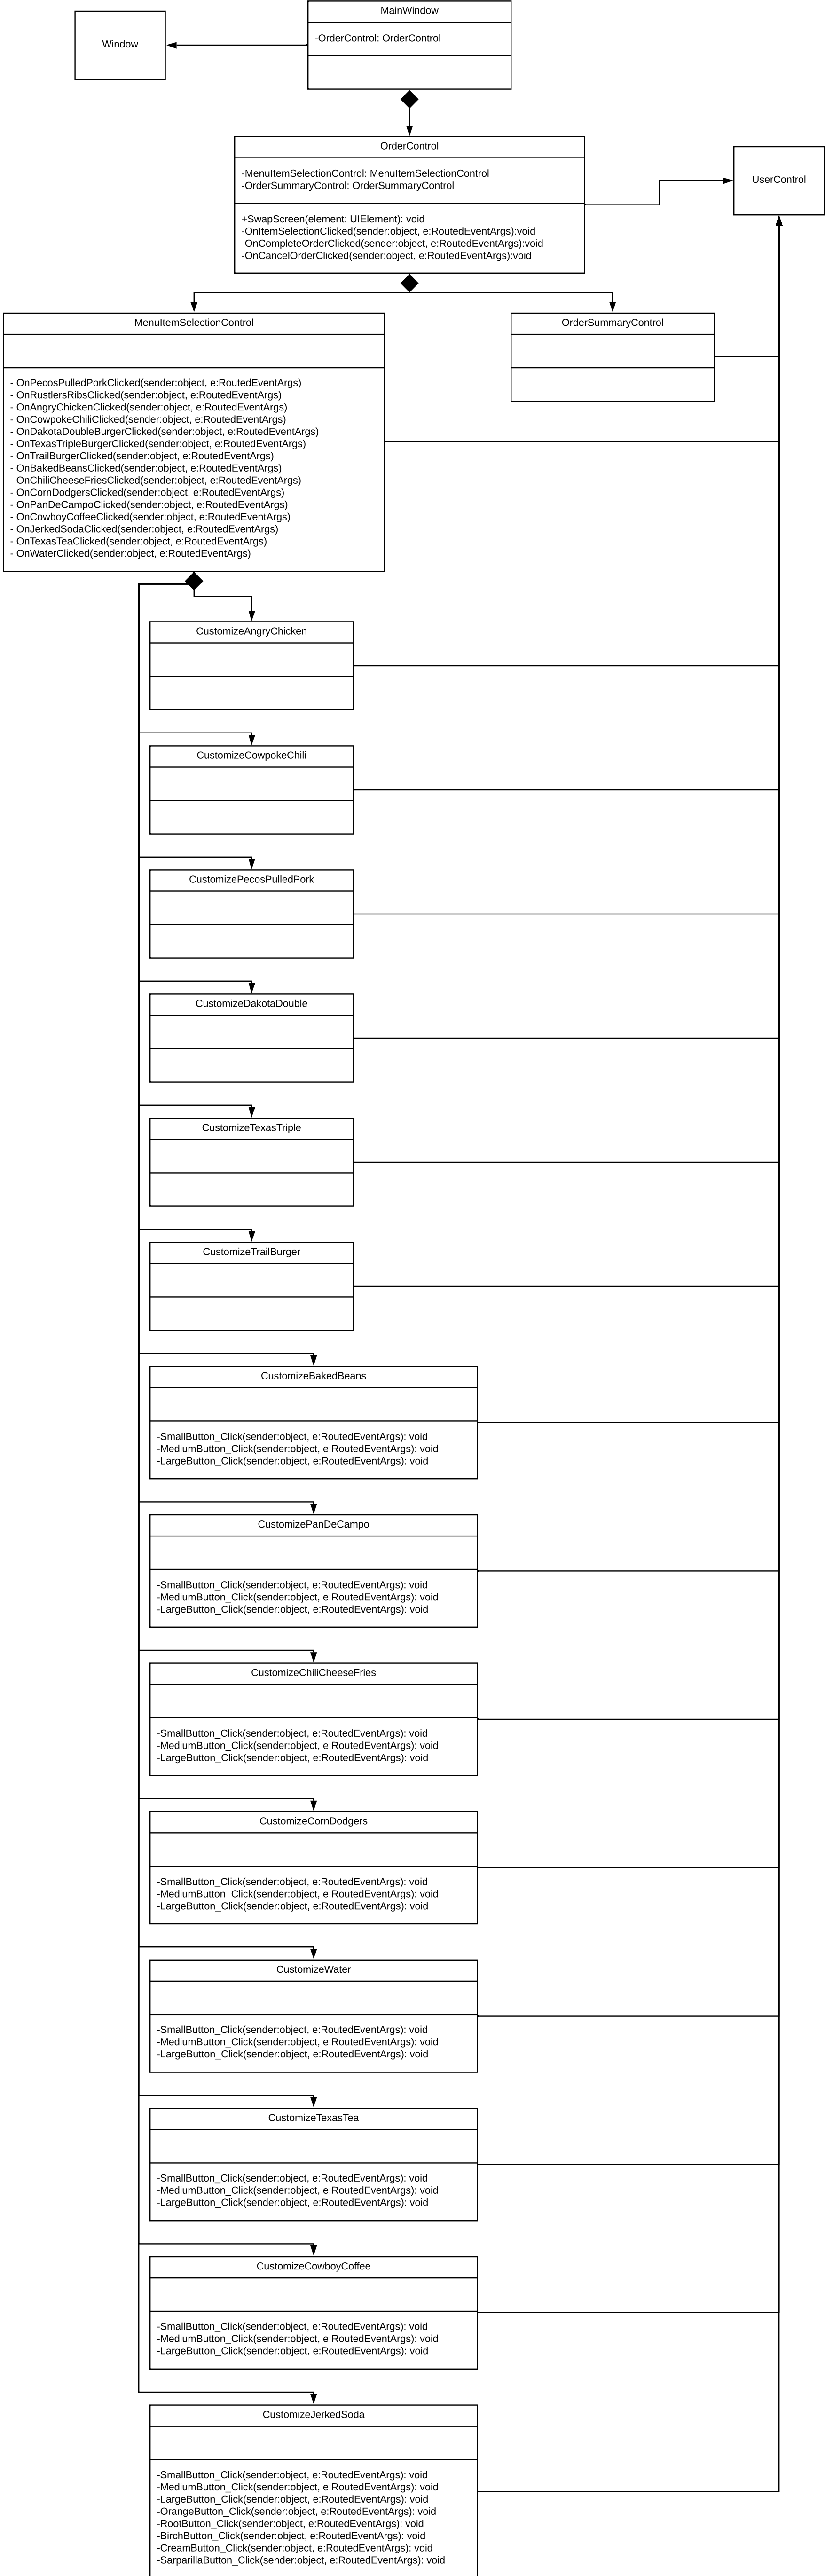 MainWindow
-OrderControl: OrderControl
Window
OrderControl
-MenuItemSelectionControl: MenuItemSelectionControl
-OrderSummaryControl: OrderSummaryControl
+SwapScreen(element: UIElement): void
-OnItemSelectionClicked(sender:object, e:RoutedEventArgs):void
-OnCompleteOrderClicked(sender:object, e:RoutedEventArgs):void
-OnCancelOrderClicked(sender:object, e:RoutedEventArgs):void
UserControl
MenuItemSelectionControl
- OnPecosPulledPorkClicked(sender:object, e:RoutedEventArgs)
- OnRustlersRibsClicked(sender:object, e:RoutedEventArgs)
- OnAngryChickenClicked(sender:object, e:RoutedEventArgs)
- OnCowpokeChiliClicked(sender:object, e:RoutedEventArgs)
- OnDakotaDoubleBurgerClicked(sender:object, e:RoutedEventArgs)
- OnTexasTripleBurgerClicked(sender:object, e:RoutedEventArgs)
- OnTrailBurgerClicked(sender:object, e:RoutedEventArgs)
- OnBakedBeansClicked(sender:object, e:RoutedEventArgs)
- OnChiliCheeseFriesClicked(sender:object, e:RoutedEventArgs)
- OnCornDodgersClicked(sender:object, e:RoutedEventArgs)
- OnPanDeCampoClicked(sender:object, e:RoutedEventArgs)
- OnCowboyCoffeeClicked(sender:object, e:RoutedEventArgs)
- OnJerkedSodaClicked(sender:object, e:RoutedEventArgs)
- OnTexasTeaClicked(sender:object, e:RoutedEventArgs)
- OnWaterClicked(sender:object, e:RoutedEventArgs)
OrderSummaryControl
CustomizeAngryChicken
CustomizeCowpokeChili
CustomizePecosPulledPork
CustomizeDakotaDouble
CustomizeTexasTriple
CustomizeTrailBurger
CustomizeBakedBeans
-SmallButton_Click(sender:object, e:RoutedEventArgs): void
-MediumButton_Click(sender:object, e:RoutedEventArgs): void
-LargeButton_Click(sender:object, e:RoutedEventArgs): void
CustomizePanDeCampo
-SmallButton_Click(sender:object, e:RoutedEventArgs): void
-MediumButton_Click(sender:object, e:RoutedEventArgs): void
-LargeButton_Click(sender:object, e:RoutedEventArgs): void
CustomizeChiliCheeseFries
-SmallButton_Click(sender:object, e:RoutedEventArgs): void
-MediumButton_Click(sender:object, e:RoutedEventArgs): void
-LargeButton_Click(sender:object, e:RoutedEventArgs): void
CustomizeCornDodgers
-SmallButton_Click(sender:object, e:RoutedEventArgs): void
-MediumButton_Click(sender:object, e:RoutedEventArgs): void
-LargeButton_Click(sender:object, e:RoutedEventArgs): void
CustomizeWater
-SmallButton_Click(sender:object, e:RoutedEventArgs): void
-MediumButton_Click(sender:object, e:RoutedEventArgs): void
-LargeButton_Click(sender:object, e:RoutedEventArgs): void
CustomizeTexasTea
-SmallButton_Click(sender:object, e:RoutedEventArgs): void
-MediumButton_Click(sender:object, e:RoutedEventArgs): void
-LargeButton_Click(sender:object, e:RoutedEventArgs): void
CustomizeCowboyCoffee
-SmallButton_Click(sender:object, e:RoutedEventArgs): void
-MediumButton_Click(sender:object, e:RoutedEventArgs): void
-LargeButton_Click(sender:object, e:RoutedEventArgs): void
CustomizeJerkedSoda
-SmallButton_Click(sender:object, e:RoutedEventArgs): void
-MediumButton_Click(sender:object, e:RoutedEventArgs): void
-LargeButton_Click(sender:object, e:RoutedEventArgs): void
-OrangeButton_Click(sender:object, e:RoutedEventArgs): void
-RootButton_Click(sender:object, e:RoutedEventArgs): void
-BirchButton_Click(sender:object, e:RoutedEventArgs): void
-CreamButton_Click(sender:object, e:RoutedEventArgs): void
-SarparillaButton_Click(sender:object, e:RoutedEventArgs): void